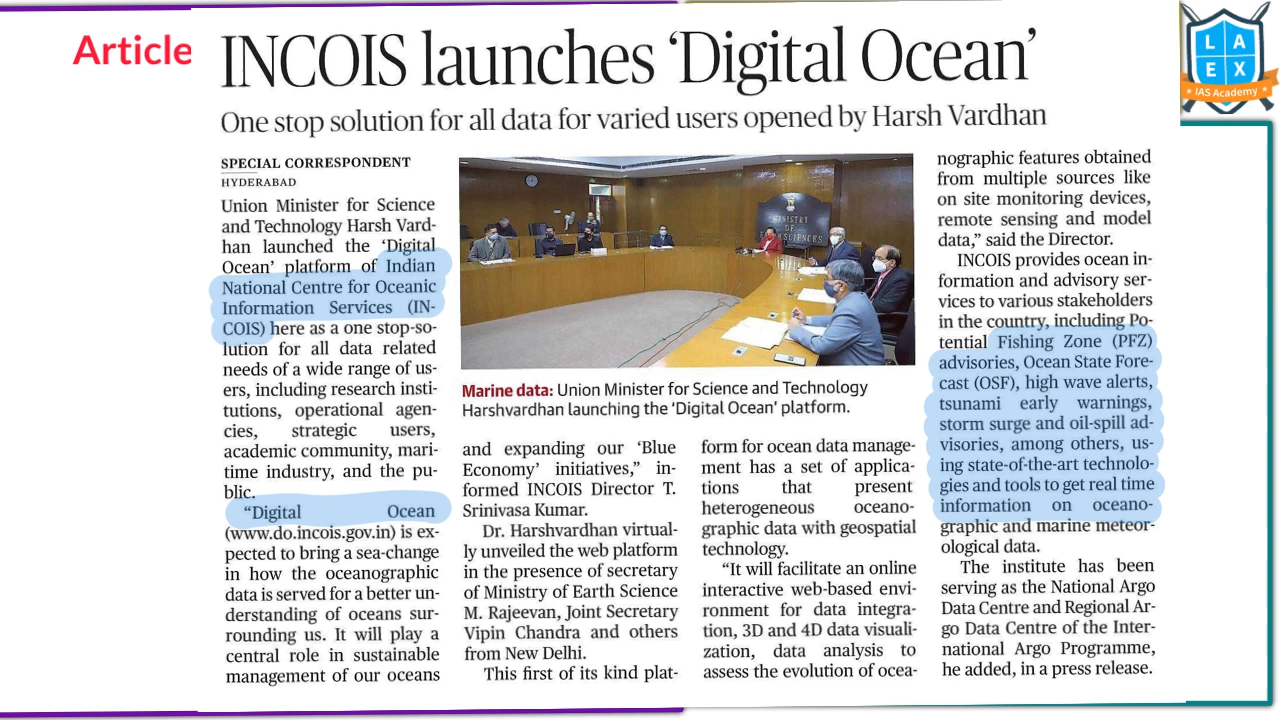 Article
INCOIS launches ‘Digital Ocean’
L A
E X
IAS Academy
One stop solution for all data for varied users opened by Harsh Vardhan
SPECIAL CORRESPONDENT
HYDERABAD
Union Minister for Science
and Technology Harsh Vard-
han launched the ‘Digital
Ocean’ platform of Indian
National Centre for Oceanic
Information Services (IN-
COIS) here as a one stop-so-
lution for all data related
needs of a wide range of us-
ers, including research insti-
tutions, operational agen-
cies, strategic users,
academic community, mari-
time industry, and the pu-
blic.
“Digital Ocean
(www.do.incois.gov.in) is ex-
pected to bring a sea-change
in how the oceanographic
data is served for a better un-
derstanding of oceans sur-
rounding us. It will play a
central role in sustainable
management of our oceans
MINISTRY
OF
EARTH SCIENCES
Marine data: Union Minister for Science and Technology
Harshvardhan launching the ‘Digital Ocean’ platform.
and expanding our ‘Blue
Economy’ initiatives,” in-
formed INCOIS Director T.
Srinivasa Kumar.
Dr. Harshvardhan virtual-
ly unveiled the web platform
in the presence of secretary
of Ministry of Earth Science
M. Rajeevan, Joint Secretary
Vipin Chandra and others
from New Delhi.
This first of its kind plat-
form for ocean data manage-
ment has a set of applica-
tions that present
heterogeneous oceano-
graphic data with geospatial
technology.
“It will facilitate an online
interactive web-based envi-
ronment for data integra-
tion, 3D and 4D data visuali-
zation, data analysis to
assess the evolution of ocea-
nographic features obtained
from multiple sources like
on site monitoring devices,
remote sensing and model
data,” said the Director.
INCOIS provides ocean in-
formation and advisory ser-
vices to various stakeholders
in the country, including Po-
tential Fishing Zone (PFZ)
advisories, Ocean State Fore-
cast (OSF), high wave alerts,
tsunami early warnings,
storm surge and oil-spill ad-
visories, among others, us-
ing state-of-the-art technolo-
gies and tools to get real time
information on oceano-
graphic and marine meteor-
ological data.
The institute has been
serving as the National Argo
Data Centre and Regional Ar-
go Data Centre of the Inter-
national Argo Programme,
he added, in a press release.